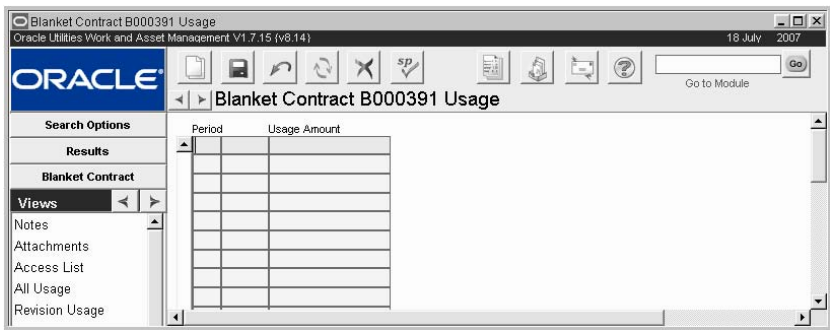 Blanket Contract B000391 Usage
Oracle Utilities Work and Asset Management V1.7.15 (v8.14) 18 July 2007
ORACLE
sp
Go
Go to Module
Blanket Contract B000391 Usage
Search Options
Results
Blanket Contract
Views
Notes
Attachments
Access List
All Usage
Revision Usage
Period Usage Amount